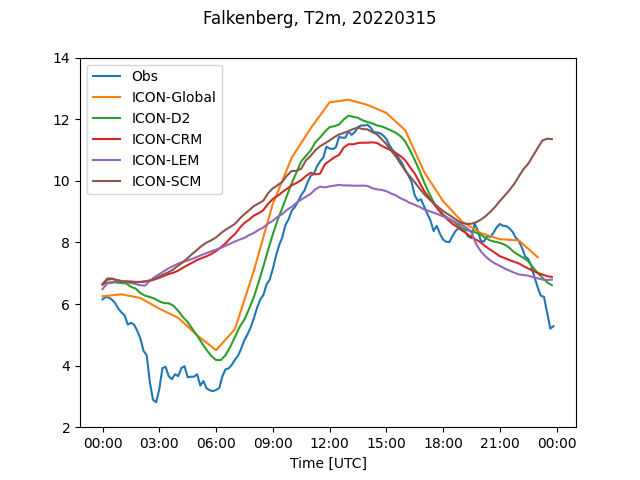 Falkenberg, T2m, 20220315
14
12
10
8
6
4
2
Obs
ICON-Global
ICON-D2
ICON-CRM
ICON-LEM
ICON-SCM
00:00 03:00 06:00 09:00 12:00 15:00 18:00 21:00 00:00
Time [UTC]